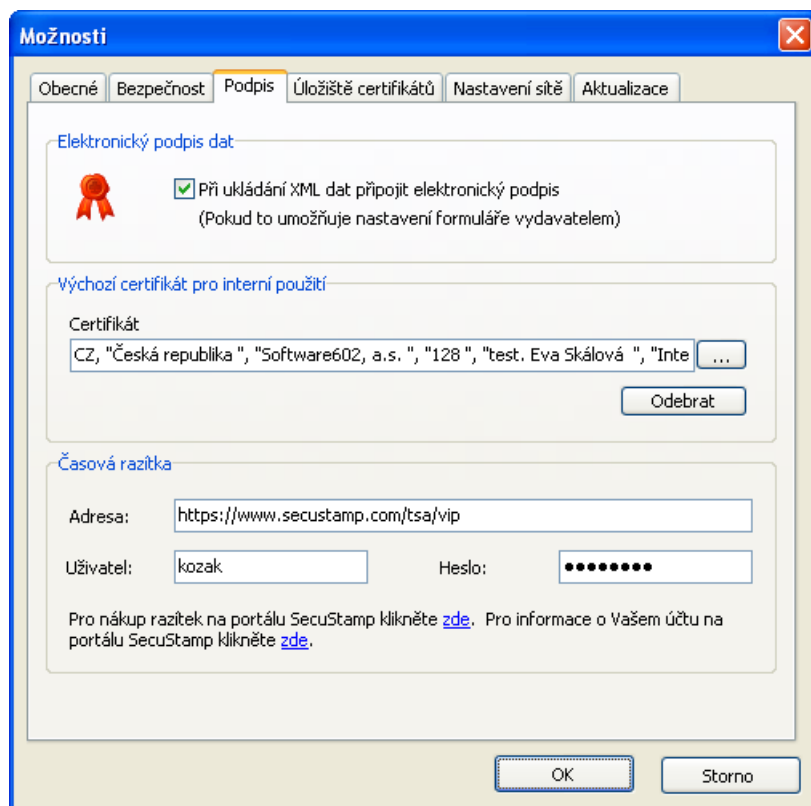 Možnosti
Obecné Bezpečnost Podpis Úložiště certifikátů Nastavení sítě Aktualizace
Elektronický podpis dat
Při ukládání XML dat připojit elektronický podpis
(Pokud to umožňuje nastavení formuláře vydavatelem)
Výchozí certifikát pro interní použití
Certifikát
CZ, "Česká republika ", "Software602, a.s. ", "128 ", "test. Eva Skálová  ", "Inte ...
Odebrat
Časová razítka
Adresa: https://www.secustamp.com/tsa/vip
Uživatel: kozak Heslo: ●●●●●●●●
Pro nákup razítek na portálu SecuStamp klikněte zde. Pro informace o Vašem účtu na
portálu SecuStamp klikněte zde.
OK Storno